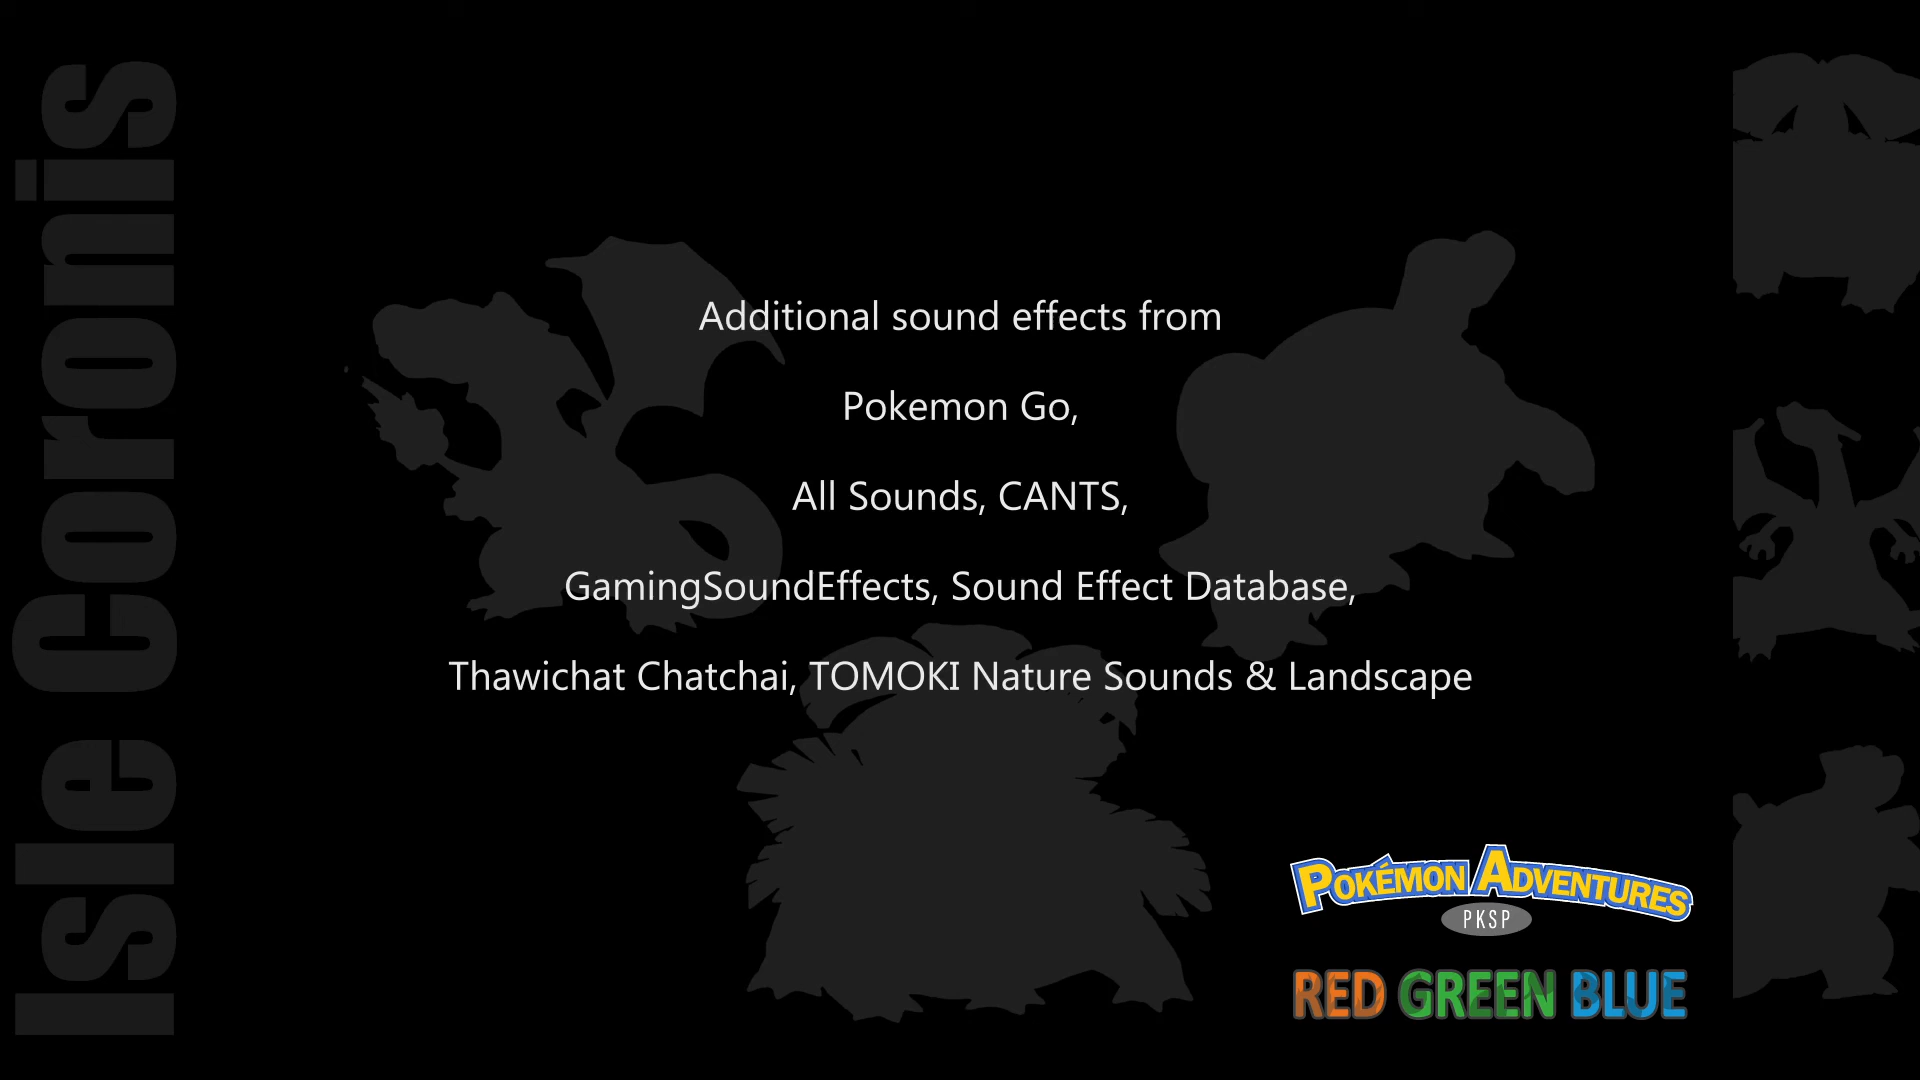 Isle Coronis
Additional sound effects from
Pokemon Go,
All Sounds, CANTS,
GamingSoundEffects, Sound Effect Database,
Thawichat Chatchai, TOMOKI Nature Sounds & Landscape
POKÉMON ADVENTURES
PKSP
RED GREEN BLUE